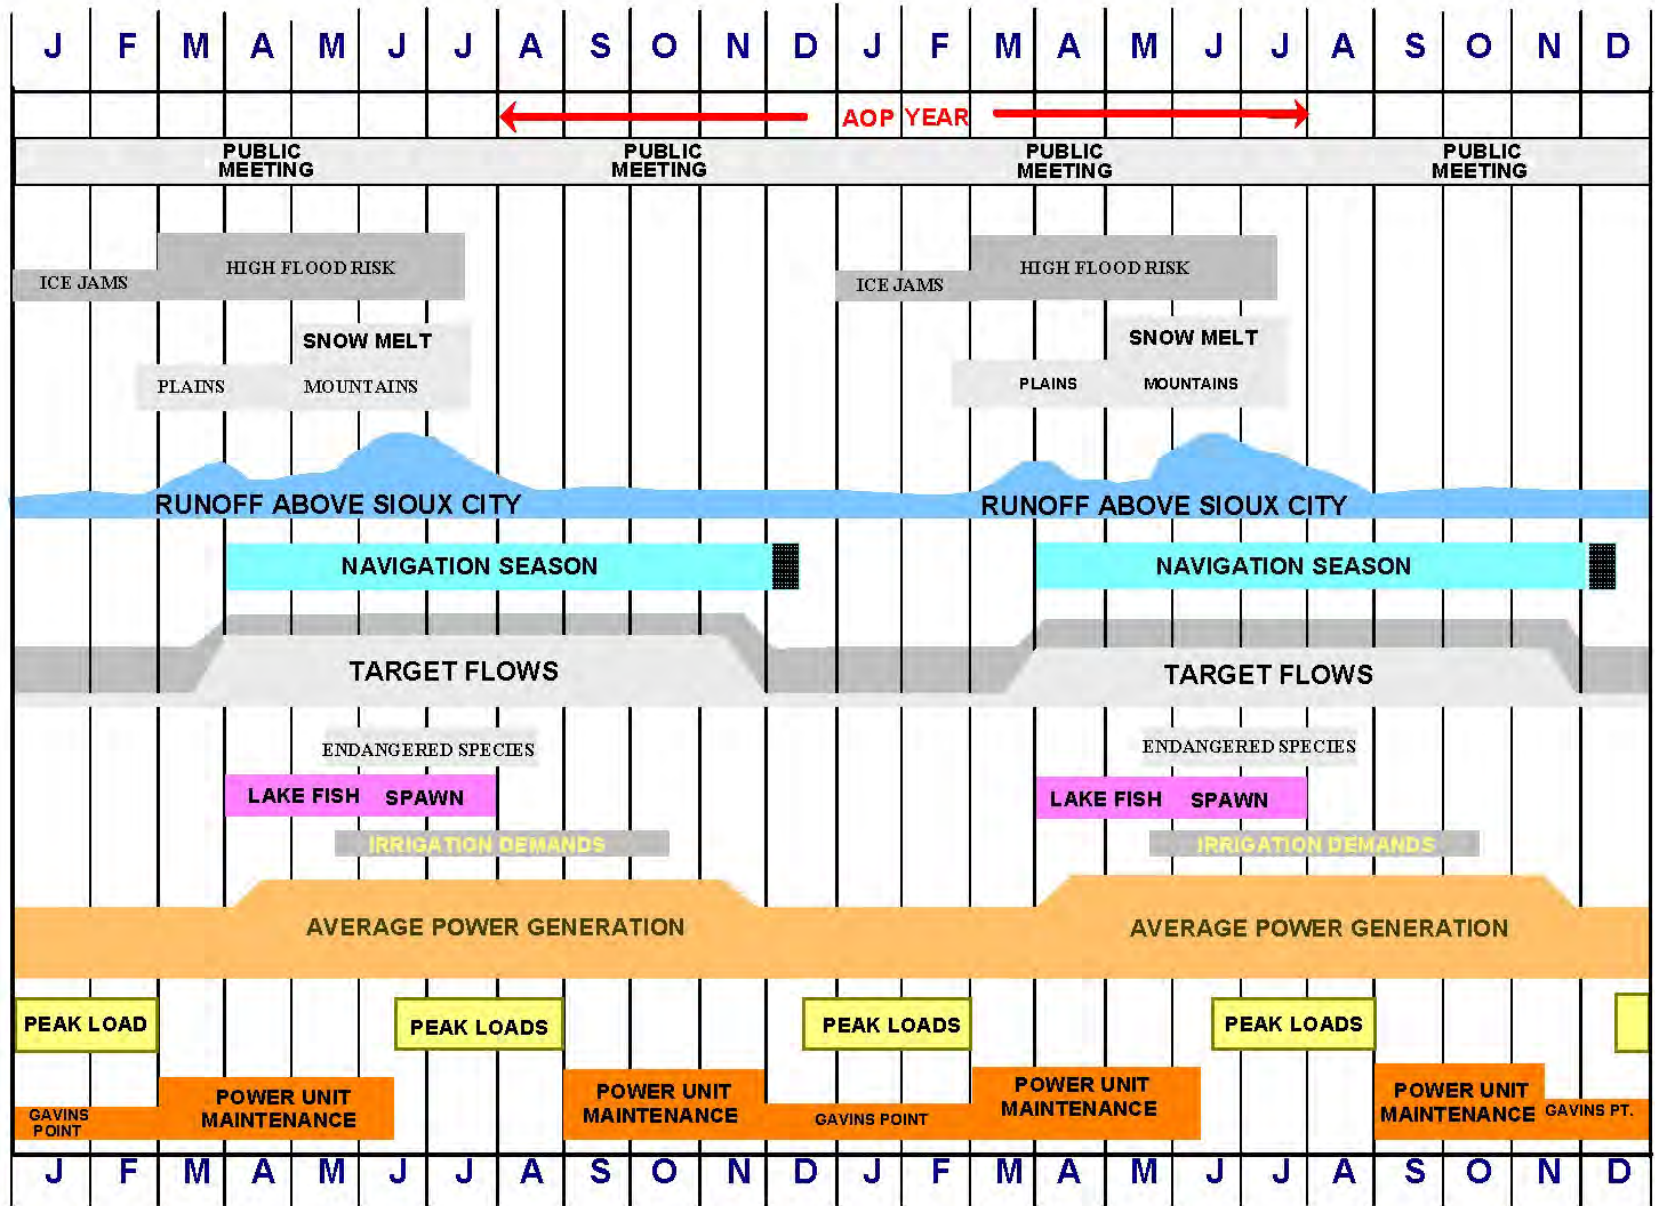 J F M A M J J A S O N D J F M A M J J A S O N D
AOP YEAR
PUBLIC MEETING PUBLIC MEETING PUBLIC MEETING PUBLIC MEETING
HIGH FLOOD RISK HIGH FLOOD RISK
ICE JAMS ICE JAMS
SNOW MELT SNOW MELT
PLAINS MOUNTAINS PLAINS MOUNTAINS
RUNOFF ABOVE SIOUX CITY RUNOFF ABOVE SIOUX CITY
NAVIGATION SEASON NAVIGATION SEASON
TARGET FLOWS TARGET FLOWS
ENDANGERED SPECIES ENDANGERED SPECIES
LAKE FISH SPAWN LAKE FISH SPAWN
IRRIGATION DEMANDS IRRIGATION DEMANDS
AVERAGE POWER GENERATION AVERAGE POWER GENERATION
PEAK LOAD PEAK LOADS PEAK LOADS PEAK LOADS
GAVINS POINT POWER UNIT MAINTENANCE POWER UNIT MAINTENANCE GAVINS POINT POWER UNIT MAINTENANCE POWER UNIT MAINTENANCE GAVINS PT.
J F M A M J J A S O N D J F M A M J J A S O N D